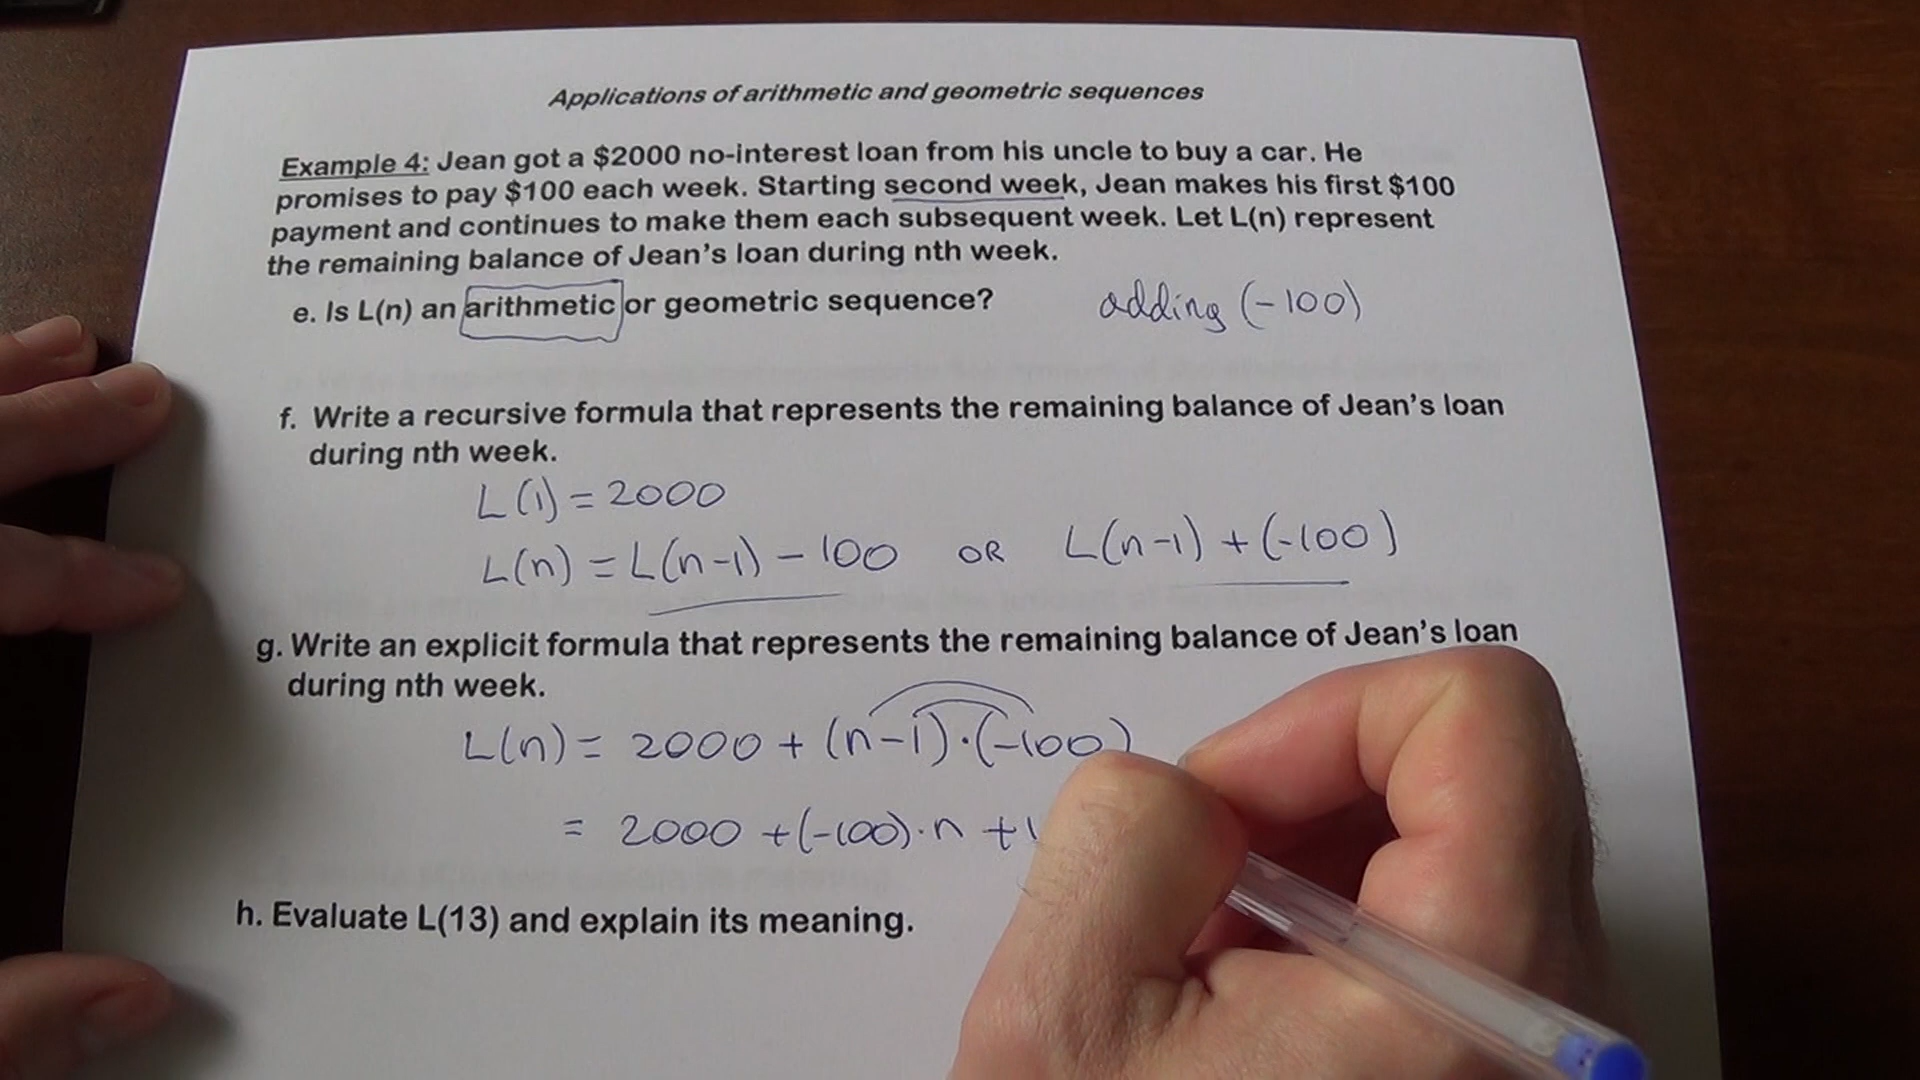 Applications of arithmetic and geometric sequences
Example 4: Jean got a $2000 no-interest loan from his uncle to buy a car. He
promises to pay $100 each week. Starting second week, Jean makes his first $100
payment and continues to make them each subsequent week. Let L(n) represent
the remaining balance of Jean's loan during nth week.
e. Is L(n) an arithmetic or geometric sequence?
adding (-100)
f. Write a recursive formula that represents the remaining balance of Jean's loan
during nth week.
L(1) = 2000
L(n) = L(n-1) - 100 OR L(n-1) + (-100)
g. Write an explicit formula that represents the remaining balance of Jean's loan
during nth week.
L(n) = 2000 + (n-1)·(-100)
= 2000 + (-100)·n +
h. Evaluate L(13) and explain its meaning.